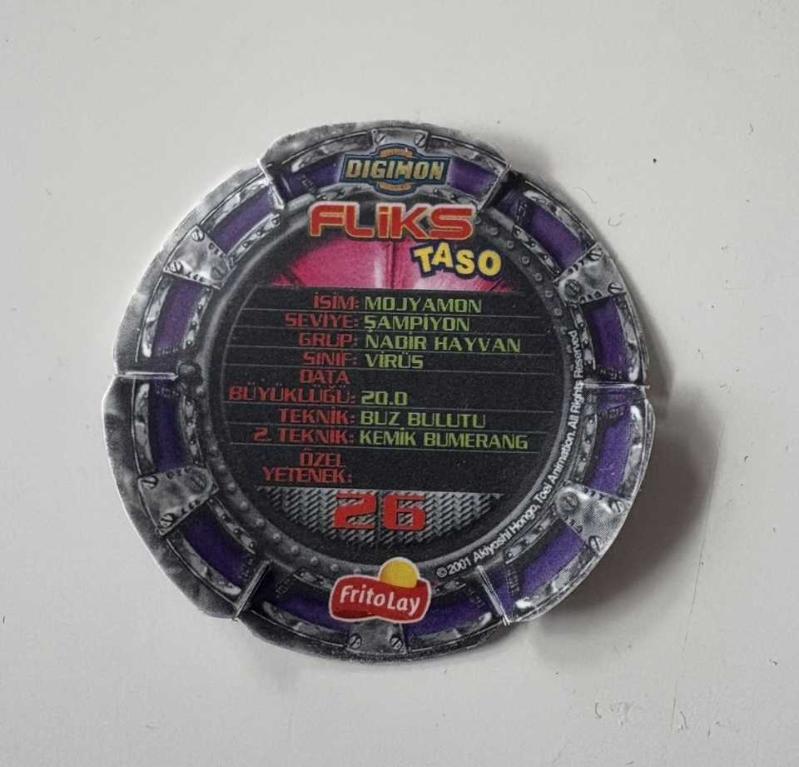 DIGIMON
FLiKS
TASO
İSİM: MOJYAMON
SEVİYE: ŞAMPİYON
GRUP: NADIR HAYVAN
SINIF: VİRÜS
DATA
BÜYÜKLÜĞÜ: 20.0
TEKNİK: BUZ BULUTU
2. TEKNİK: KEMİK BUMERANG
ÖZEL
YETENEK:
26
©2001 Akiyoshi Hongo, Toei Animation. All Rights Reserved
FritoLay